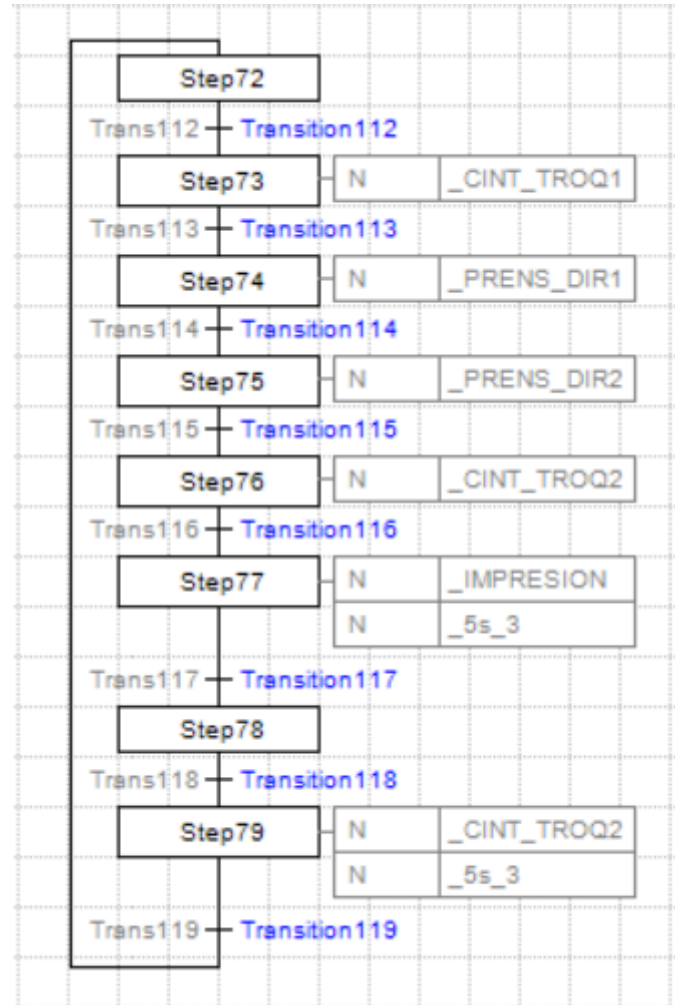 Step72
Trans112 Transition112
Step73 N _CINT_TROQ1
Trans113 Transition113
Step74 N _PRENS_DIR1
Trans114 Transition114
Step75 N _PRENS_DIR2
Trans115 Transition115
Step76 N _CINT_TROQ2
Trans116 Transition116
Step77 N _IMPRESION
N _5s_3
Trans117 Transition117
Step78
Trans118 Transition118
Step79 N _CINT_TROQ2
N _5s_3
Trans119 Transition119